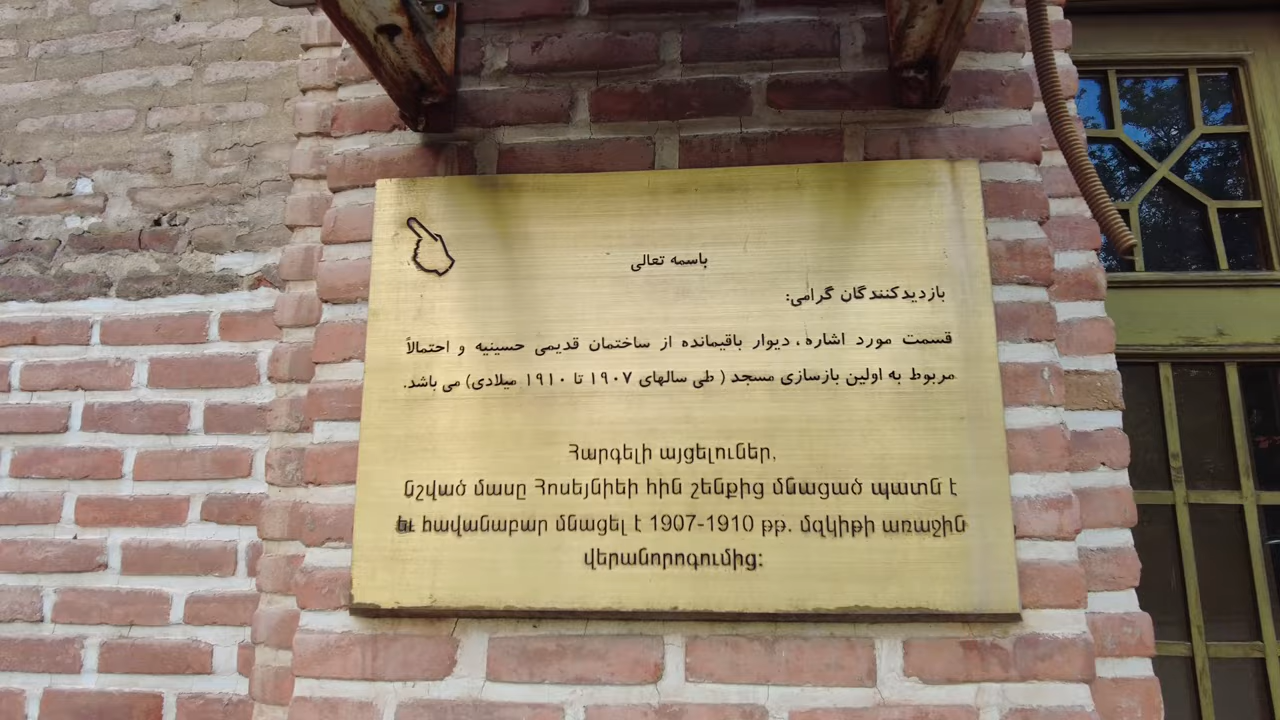 باسمه تعالی
بازدیدکنندگان گرامی:
قسمت مورد اشاره، دیوار باقیمانده از ساختمان قدیمی حسینیه و احتمالاً
مربوط به اولین بازسازی مسجد ( طی سالهای ۱۹۰۷ تا ۱۹۱۰ میلادی) می باشد.
Հարգելի այցելուներ,
նշված մասը Հոսեյնիեի հին շենքից մնացած պատն է
եւ հավանաբար մնացել է 1907-1910 թթ. մզկիթի առաջին
վերանորոգումից: